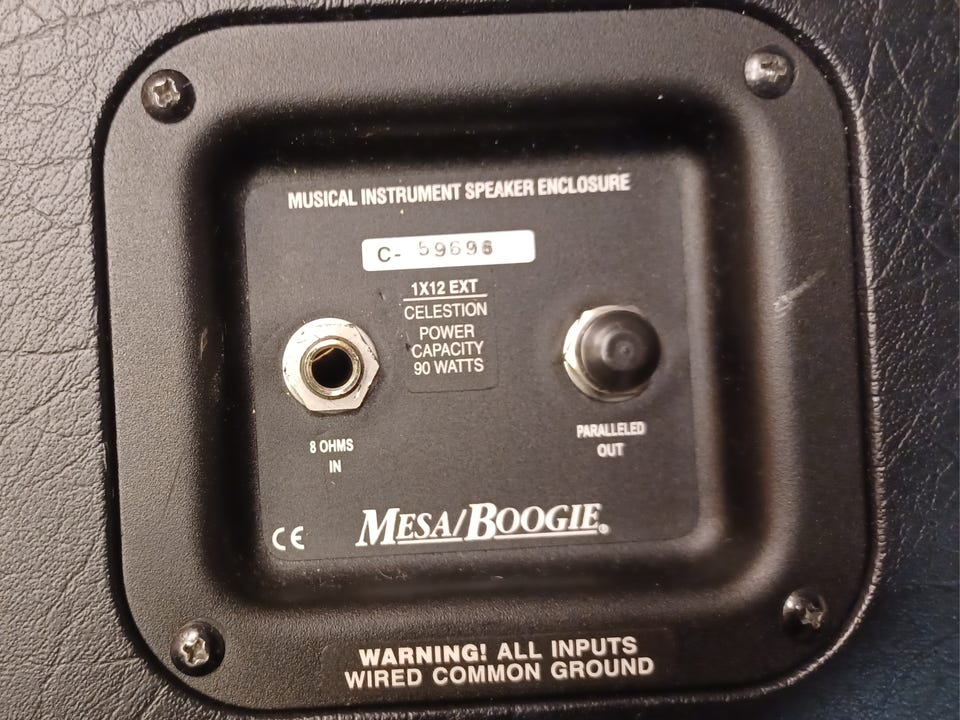 MUSICAL INSTRUMENT SPEAKER ENCLOSURE
C- 59696
1X12 EXT
CELESTION
POWER
CAPACITY
90 WATTS
8 OHMS
IN
PARALLELED
OUT
CE
MESA/BOOGIE®
WARNING! ALL INPUTS
WIRED COMMON GROUND